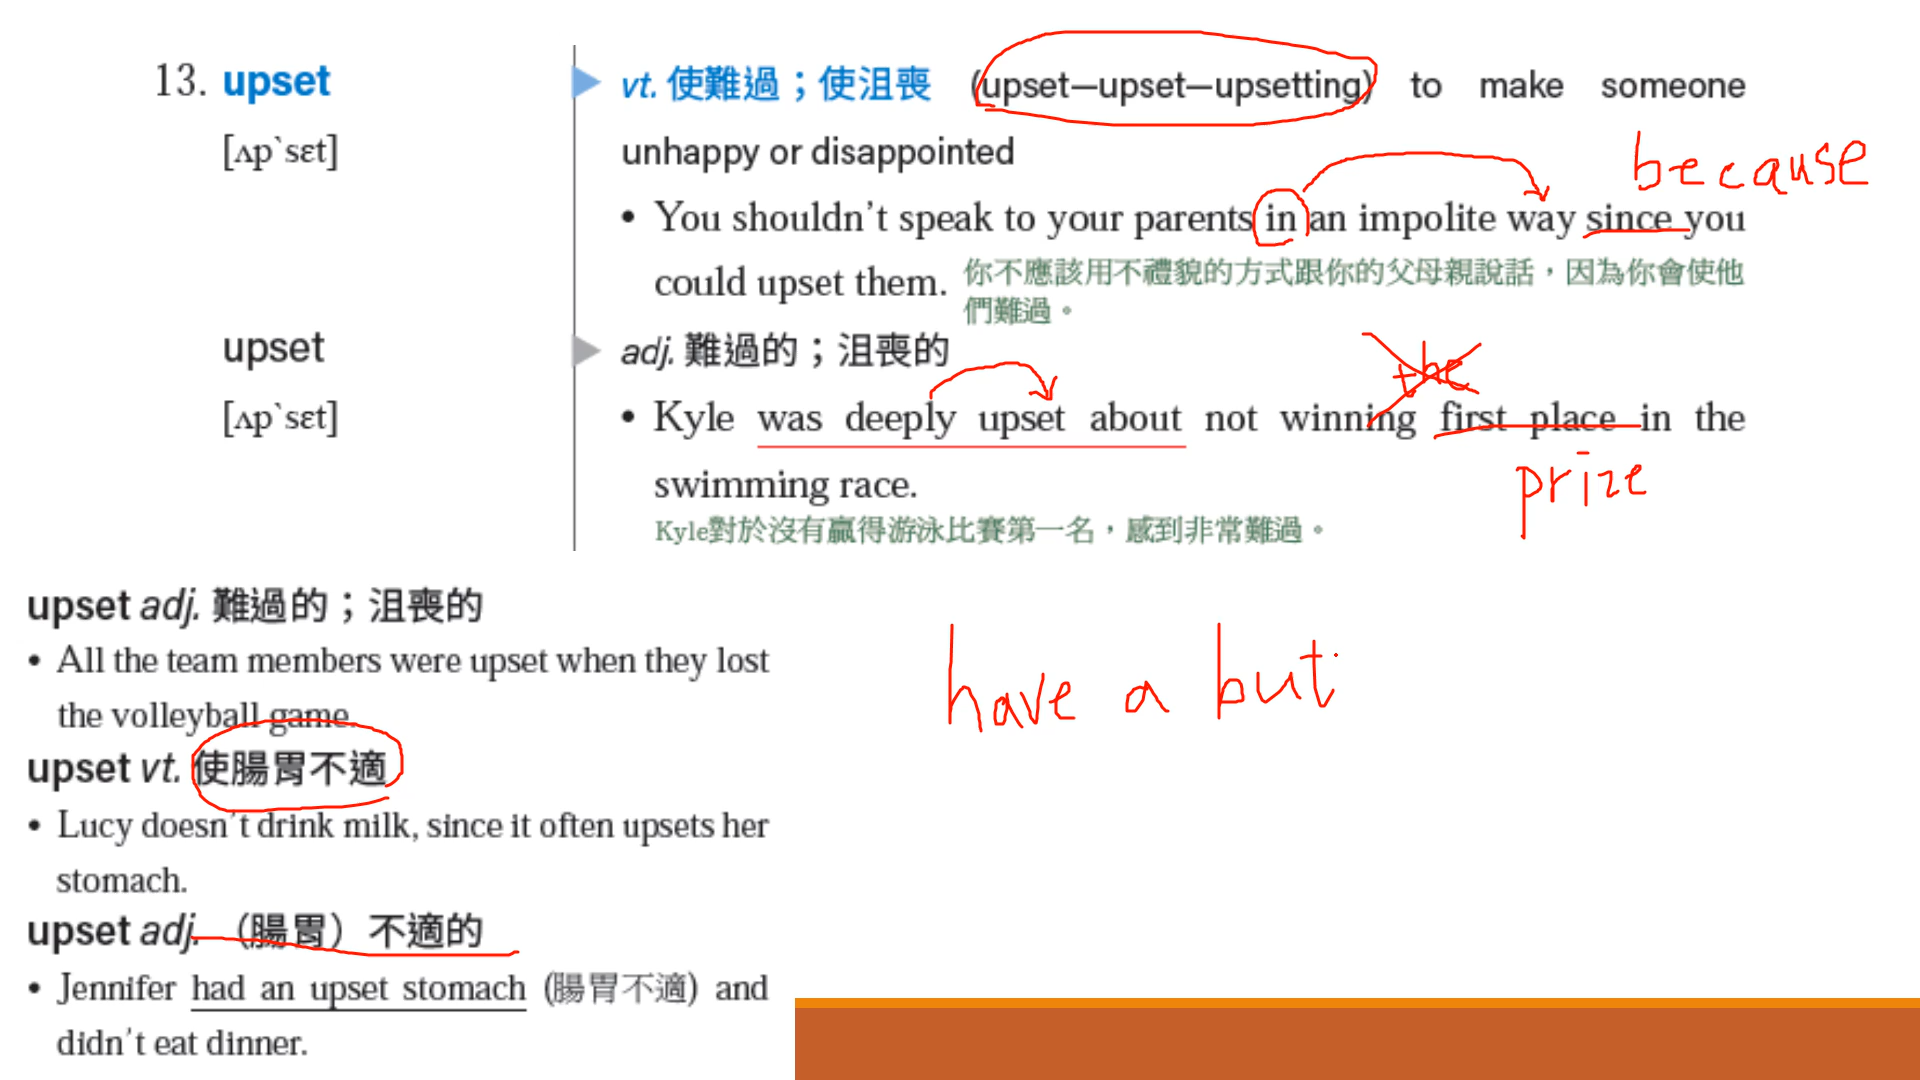 13. upset ▶ vt. 使難過；使沮喪 (upset—upset—upsetting) to make someone
[ʌp`sɛt] unhappy or disappointed
because
• You shouldn’t speak to your parents in an impolite way since you
could upset them. 你不應該用不禮貌的方式跟你的父母親說話，因為你會使他
們難過。
upset ▶ adj. 難過的；沮喪的
the
[ʌp`sɛt] • Kyle was deeply upset about not winning first place in the
prize
swimming race.
Kyle對於沒有贏得游泳比賽第一名，感到非常難過。
upset adj. 難過的；沮喪的
• All the team members were upset when they lost
the volleyball game.
have a but
upset vt. 使腸胃不適
• Lucy doesn’t drink milk, since it often upsets her
stomach.
upset adj. （腸胃）不適的
• Jennifer had an upset stomach (腸胃不適) and
didn’t eat dinner.